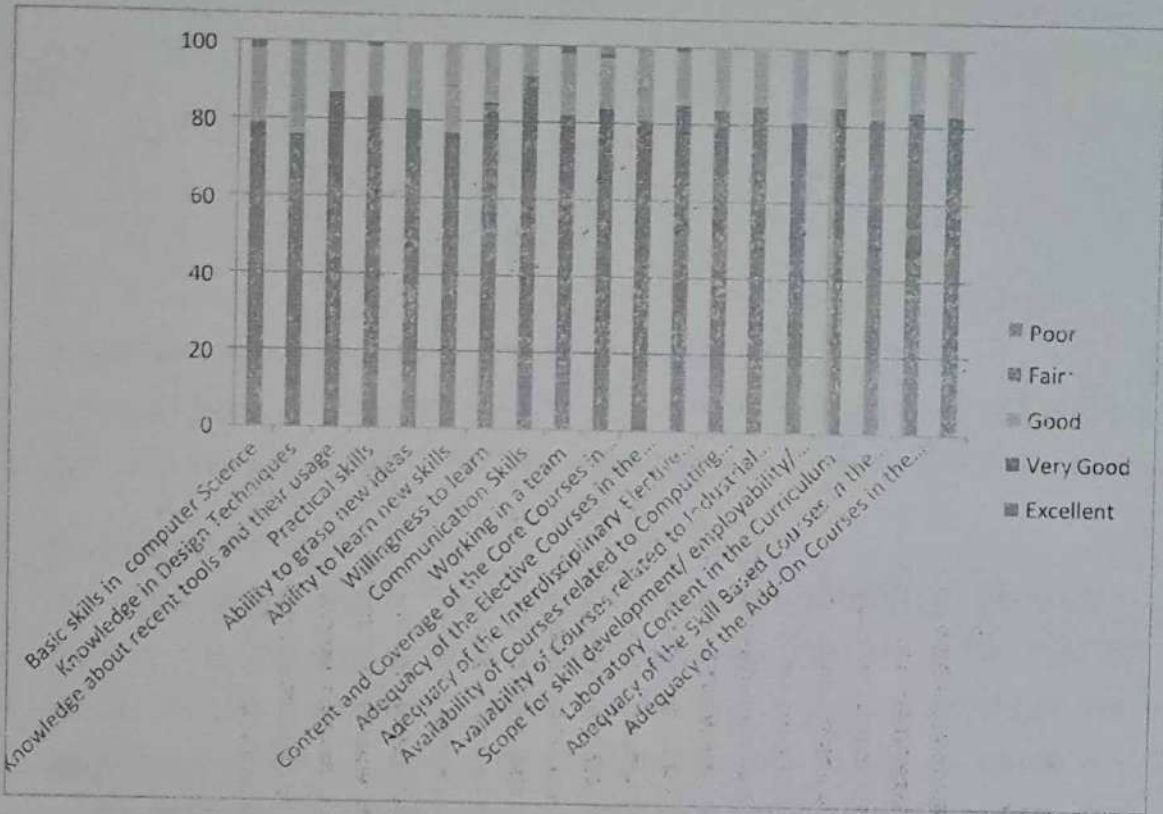 100
80
60
40
20
0
Basic skills in computer Science
Knowledge in Design Techniques
Knowledge about recent tools and their usage
Practical skills
Ability to grasp new ideas
Ability to learn new skills
Willingness to learn
Communication Skills
Working in a team
Content and Coverage of the Core Courses in...
Adequacy of the Elective Courses in the...
Adequacy of the Interdisciplinary Elective...
Availability of Courses related to Computing...
Availability of Courses related to Industrial...
Scope for skill development/ employability/...
Laboratory Content in the Curriculum
Adequacy of the Skill Based Courses in the...
Adequacy of the Add-On Courses in the...
Poor
Fair
Good
Very Good
Excellent